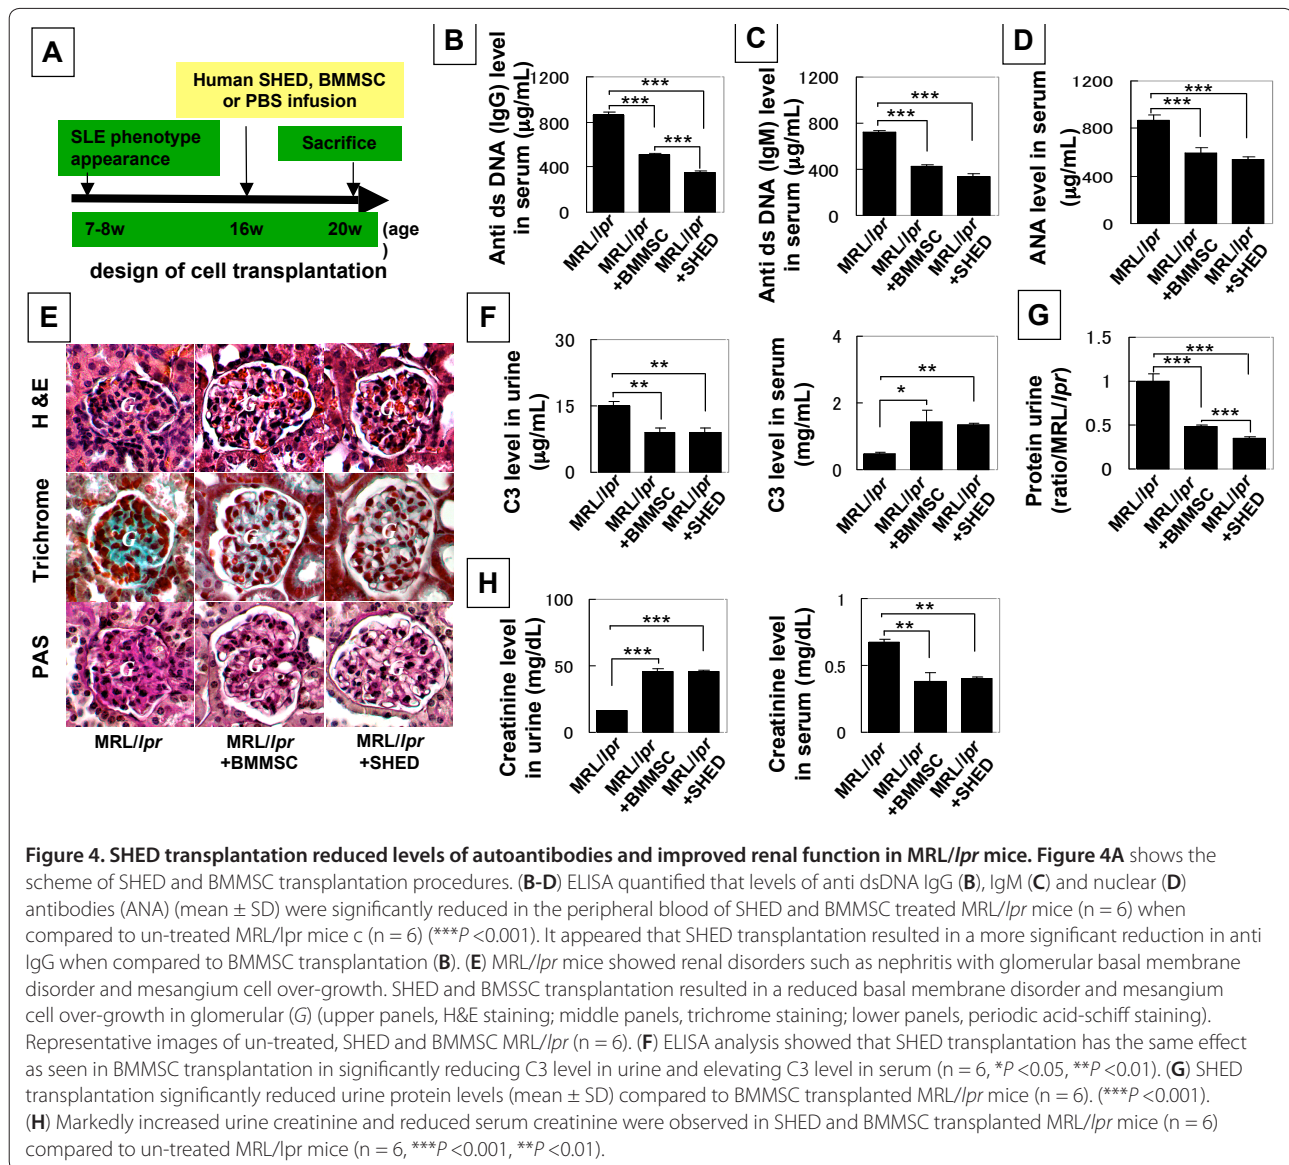 A
Human SHED, BMMSC
or PBS infusion
SLE phenotype
appearance
Sacrifice
7-8w
16w
20w
(age
)
design of cell transplantation
B
Anti ds DNA (IgG) level
in serum (µg/mL)
1200
800
400
0
***
***
***
MRL/lpr
MRL/lpr
+BMMSC
MRL/lpr
+SHED
C
Anti ds DNA (IgM) level
in serum (µg/mL)
1200
800
400
0
***
***
MRL/lpr
MRL/lpr
+BMMSC
MRL/lpr
+SHED
D
ANA level in serum
(µg/mL)
1200
800
400
0
***
***
MRL/lpr
MRL/lpr
+BMMSC
MRL/lpr
+SHED
E
H &E
G
G
G
Trichrome
G
G
G
PAS
G
G
G
MRL/lpr
MRL/lpr
+BMMSC
MRL/lpr
+SHED
F
C3 level in urine
(µg/mL)
30
15
0
**
**
MRL/lpr
MRL/lpr
+BMMSC
MRL/lpr
+SHED
C3 level in serum
(mg/mL)
4
2
0
**
*
MRL/lpr
MRL/lpr
+BMMSC
MRL/lpr
+SHED
G
Protein urine
(ratio/MRL/lpr)
1.5
1
0.5
0
***
***
***
MRL/lpr
MRL/lpr
+BMMSC
MRL/lpr
+SHED
H
Creatinine level
in urine (mg/dL)
100
50
0
***
***
MRL/lpr
MRL/lpr
+BMMSC
MRL/lpr
+SHED
Creatinine level
in serum (mg/dL)
1
0.5
0
**
**
MRL/lpr
MRL/lpr
+BMMSC
MRL/lpr
+SHED
Figure 4. SHED transplantation reduced levels of autoantibodies and improved renal function in MRL/lpr mice. Figure 4A shows the
scheme of SHED and BMMSC transplantation procedures. (B-D) ELISA quantified that levels of anti dsDNA IgG (B), IgM (C) and nuclear (D)
antibodies (ANA) (mean ± SD) were significantly reduced in the peripheral blood of SHED and BMMSC treated MRL/lpr mice (n = 6) when
compared to un-treated MRL/lpr mice c (n = 6) (***P <0.001). It appeared that SHED transplantation resulted in a more significant reduction in anti
IgG when compared to BMMSC transplantation (B). (E) MRL/lpr mice showed renal disorders such as nephritis with glomerular basal membrane
disorder and mesangium cell over-growth. SHED and BMSSC transplantation resulted in a reduced basal membrane disorder and mesangium
cell over-growth in glomerular (G) (upper panels, H&E staining; middle panels, trichrome staining; lower panels, periodic acid-schiff staining).
Representative images of un-treated, SHED and BMMSC MRL/lpr (n = 6). (F) ELISA analysis showed that SHED transplantation has the same effect
as seen in BMMSC transplantation in significantly reducing C3 level in urine and elevating C3 level in serum (n = 6, *P <0.05, **P <0.01). (G) SHED
transplantation significantly reduced urine protein levels (mean ± SD) compared to BMMSC transplanted MRL/lpr mice (n = 6). (***P <0.001).
(H) Markedly increased urine creatinine and reduced serum creatinine were observed in SHED and BMMSC transplanted MRL/lpr mice (n = 6)
compared to un-treated MRL/lpr mice (n = 6, ***P <0.001, **P <0.01).